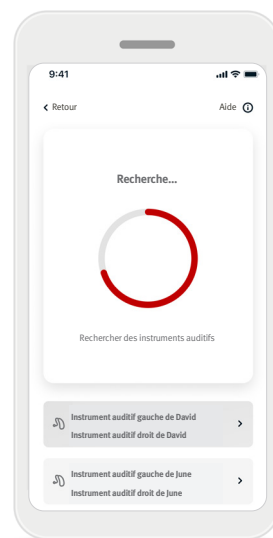 9:41
Retour Aide
Recherche...
Rechercher des instruments auditifs
Instrument auditif gauche de David
Instrument auditif droit de David
Instrument auditif gauche de June
Instrument auditif droit de June